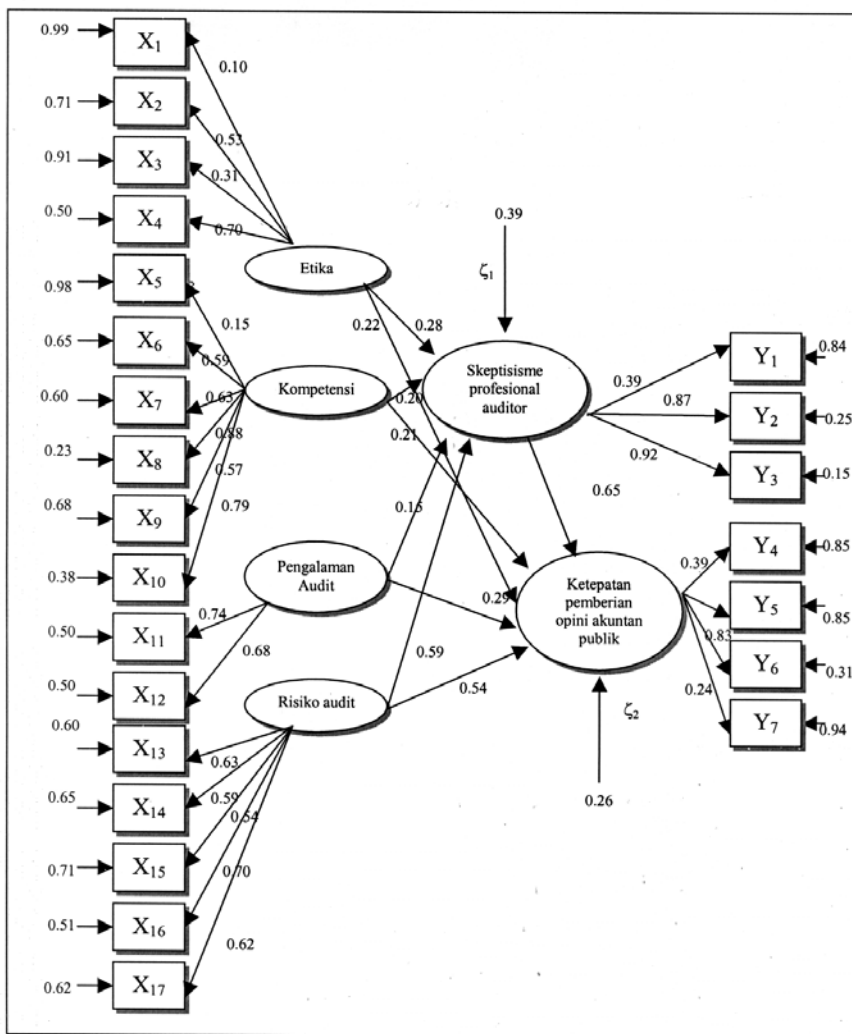 0.99
X1
0.10
0.71
X2
0.53
0.91
X3
0.31
0.50
X4
0.70
0.98
X5
0.15
0.65
X6
0.59
0.60
X7
0.63
0.23
X8
0.88
0.68
X9
0.57
0.38
X10
0.79
0.50
X11
0.74
0.50
X12
0.68
0.60
X13
0.63
0.65
X14
0.59
0.71
X15
0.54
0.51
X16
0.70
0.62
X17
0.62
Etika
Kompetensi
Pengalaman
Audit
Risiko audit
0.28
0.22
0.20
0.21
0.15
0.29
0.59
0.54
0.39
ζ1
Skeptisisme
profesional
auditor
0.65
Ketepatan
pemberian
opini akuntan
publik
ζ2
0.26
0.39
Y1
0.84
0.87
Y2
0.25
0.92
Y3
0.15
0.39
Y4
0.85
Y5
0.85
0.83
Y6
0.31
0.24
Y7
0.94